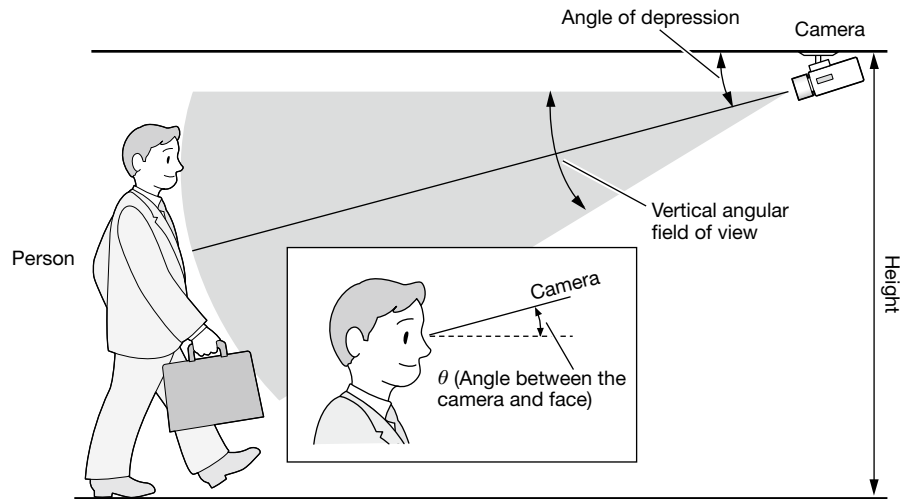 Angle of depression
Camera
Vertical angular
field of view
Person
Height
Camera
θ (Angle between the
camera and face)